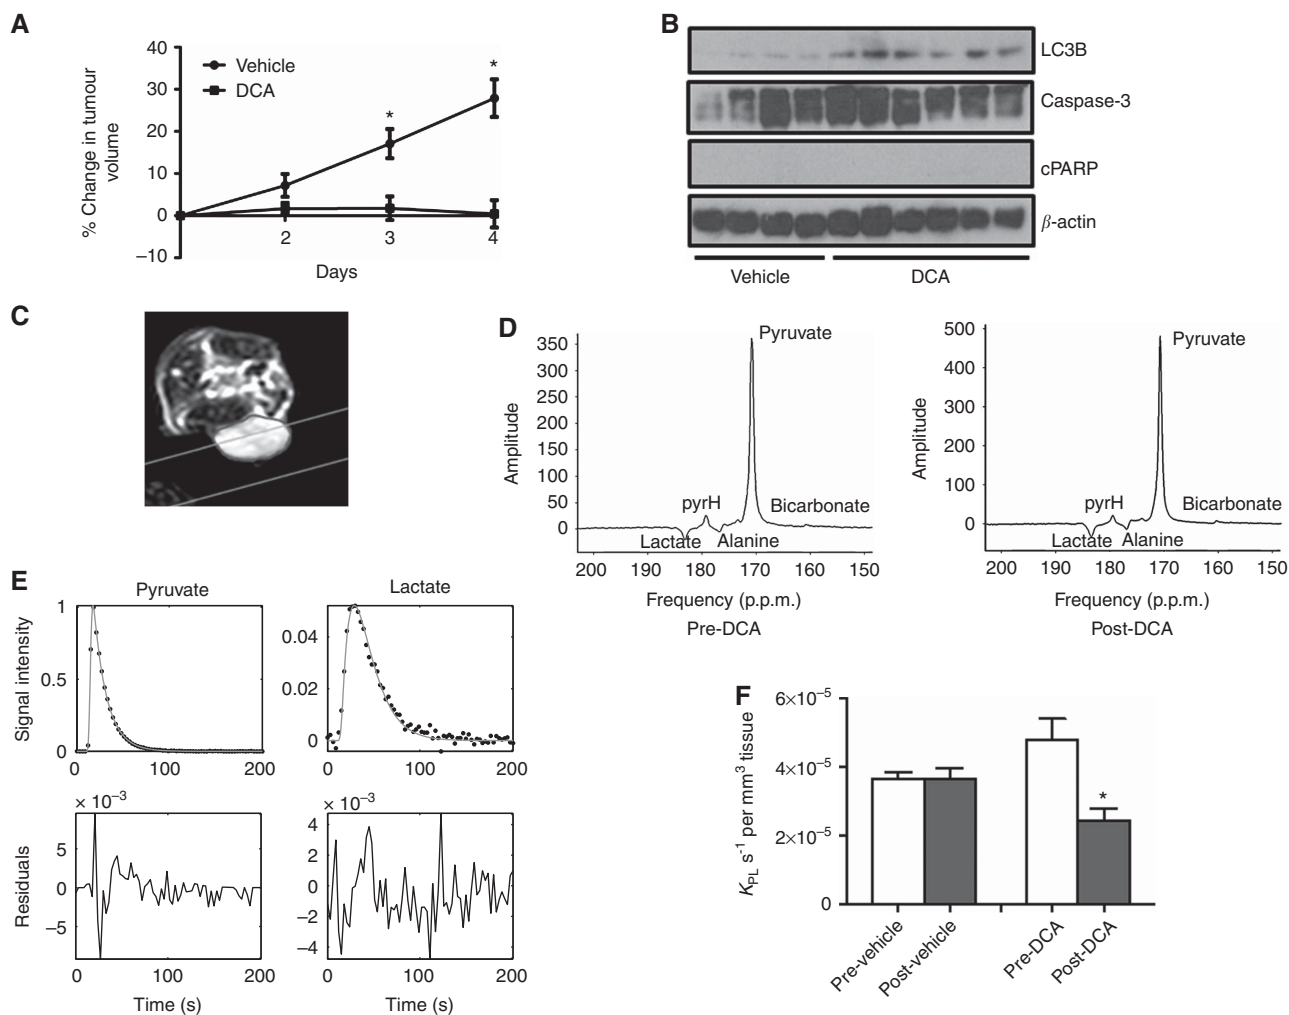 A
40
30
20
10
0
–10
% Change in tumour
volume
Vehicle
DCA
*
*
2
3
4
Days
B
LC3B
Caspase-3
cPARP
β-actin
Vehicle
DCA
C
D
350
300
250
200
150
100
50
0
Amplitude
Pyruvate
pyrH
Bicarbonate
Lactate
Alanine
200 190 180 170 160 150
Frequency (p.p.m.)
Pre-DCA
500
400
300
200
100
0
Amplitude
Pyruvate
pyrH
Bicarbonate
Lactate
Alanine
200 190 180 170 160 150
Frequency (p.p.m.)
Post-DCA
E
Pyruvate
1
0.5
0
Signal intensity
0 100 200
Lactate
0.04
0.02
0
0 100 200
× 10–3
5
0
–5
Residuals
0 100 200
Time (s)
× 10–3
4
2
0
–2
–4
0 100 200
Time (s)
F
6×10–5
4×10–5
2×10–5
0
KPL s-1 per mm3 tissue
*
Pre-vehicle
Post-vehicle
Pre-DCA
Post-DCA